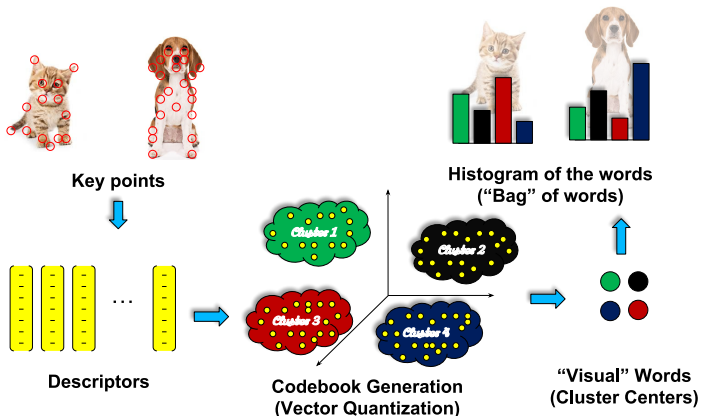 Key points
Histogram of the words
(“Bag” of words)
Cluster 1
Cluster 2
Cluster 3
Cluster 4
...
Descriptors
Codebook Generation
(Vector Quantization)
“Visual” Words
(Cluster Centers)